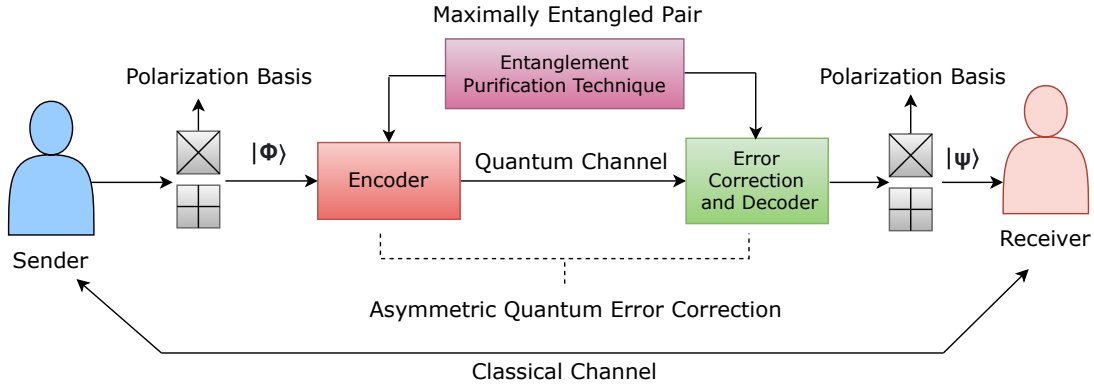 Maximally Entangled Pair
Entanglement
Purification Technique
Polarization Basis
Polarization Basis
|Φ⟩
Encoder
Quantum Channel
Error
Correction
and Decoder
|ψ⟩
Sender
Receiver
Asymmetric Quantum Error Correction
Classical Channel